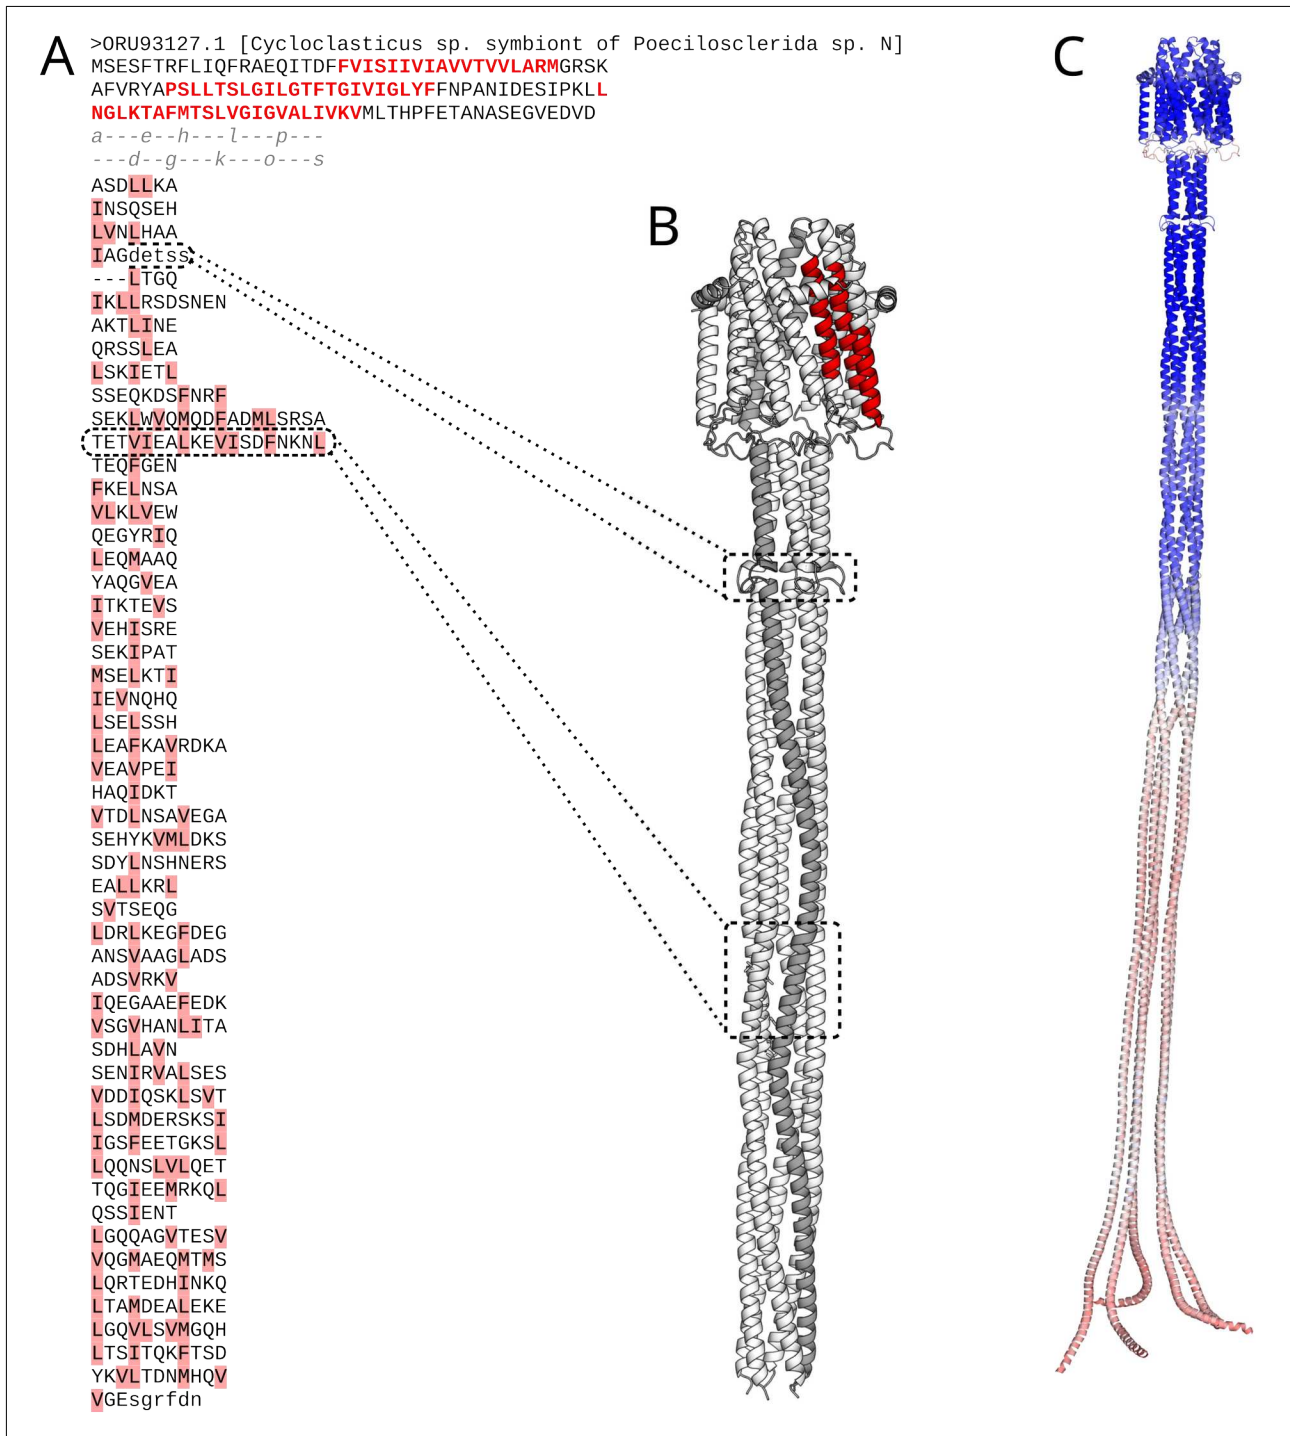 A
>ORU93127.1 [Cycloclasticus sp. symbiont of Poecilosclerida sp. N]
MSESFTRFLIQFRAEQITDFFVISIIVIAVVTVVLARMGRSK
AFVRYAPSLLTSLGILGTFTGIVIGLYFFNPANIDESIPKLL
NGLKTAFMTSLVGIGVALIVKVMLTHPFETANASEGVEDVD
a---e--h---l---p---
---d--g---k---o---s
ASDLLKA
INSQSEH
LVNLHAA
IAGdetss
---LTGQ
IKLLRSDSNEN
AKTLINE
QRSSLEA
LSKIETL
SSEQKDSFNRF
SEKLWVQMQDFADMLSRSA
TETVIEALKEVISDFNKNL
TEQFGEN
FKELNSA
VLKLVEW
QEGYRIQ
LEQMAAQ
YAQGVEA
ITKTEVS
VEHISRE
SEKIPAT
MSELKTI
IEVNQHQ
LSELSSH
LEAFKAVRDKA
VEAVPEI
HAQIDKT
VTDLNSAVEGA
SEHYKVMLDKS
SDYLNSHNERS
EALLKRL
SVTSEQG
LDRLKEGFDEG
ANSVAAGLADS
ADSVRKV
IQEGAAEFEDK
VSGVHANLITA
SDHLAVN
SENIRVALSES
VDDIQSKLSVT
LSDMDERSKSI
IGSFEETGKSL
LQQNSLVLQET
TQGIEEMRKQL
QSSIENT
LGQQAGVTESV
VQGMAEQMTMS
LQRTEDHINKQ
LTAMDEALEKE
LGQVLSVMGQH
LTSITQKFTSD
YKVLTDNMHQV
VGEsgrfdn
B
C